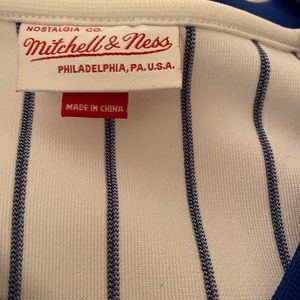 NOSTALGIA CO.
Mitchell & Ness
PHILADELPHIA, PA. U.S.A.
MADE IN CHINA